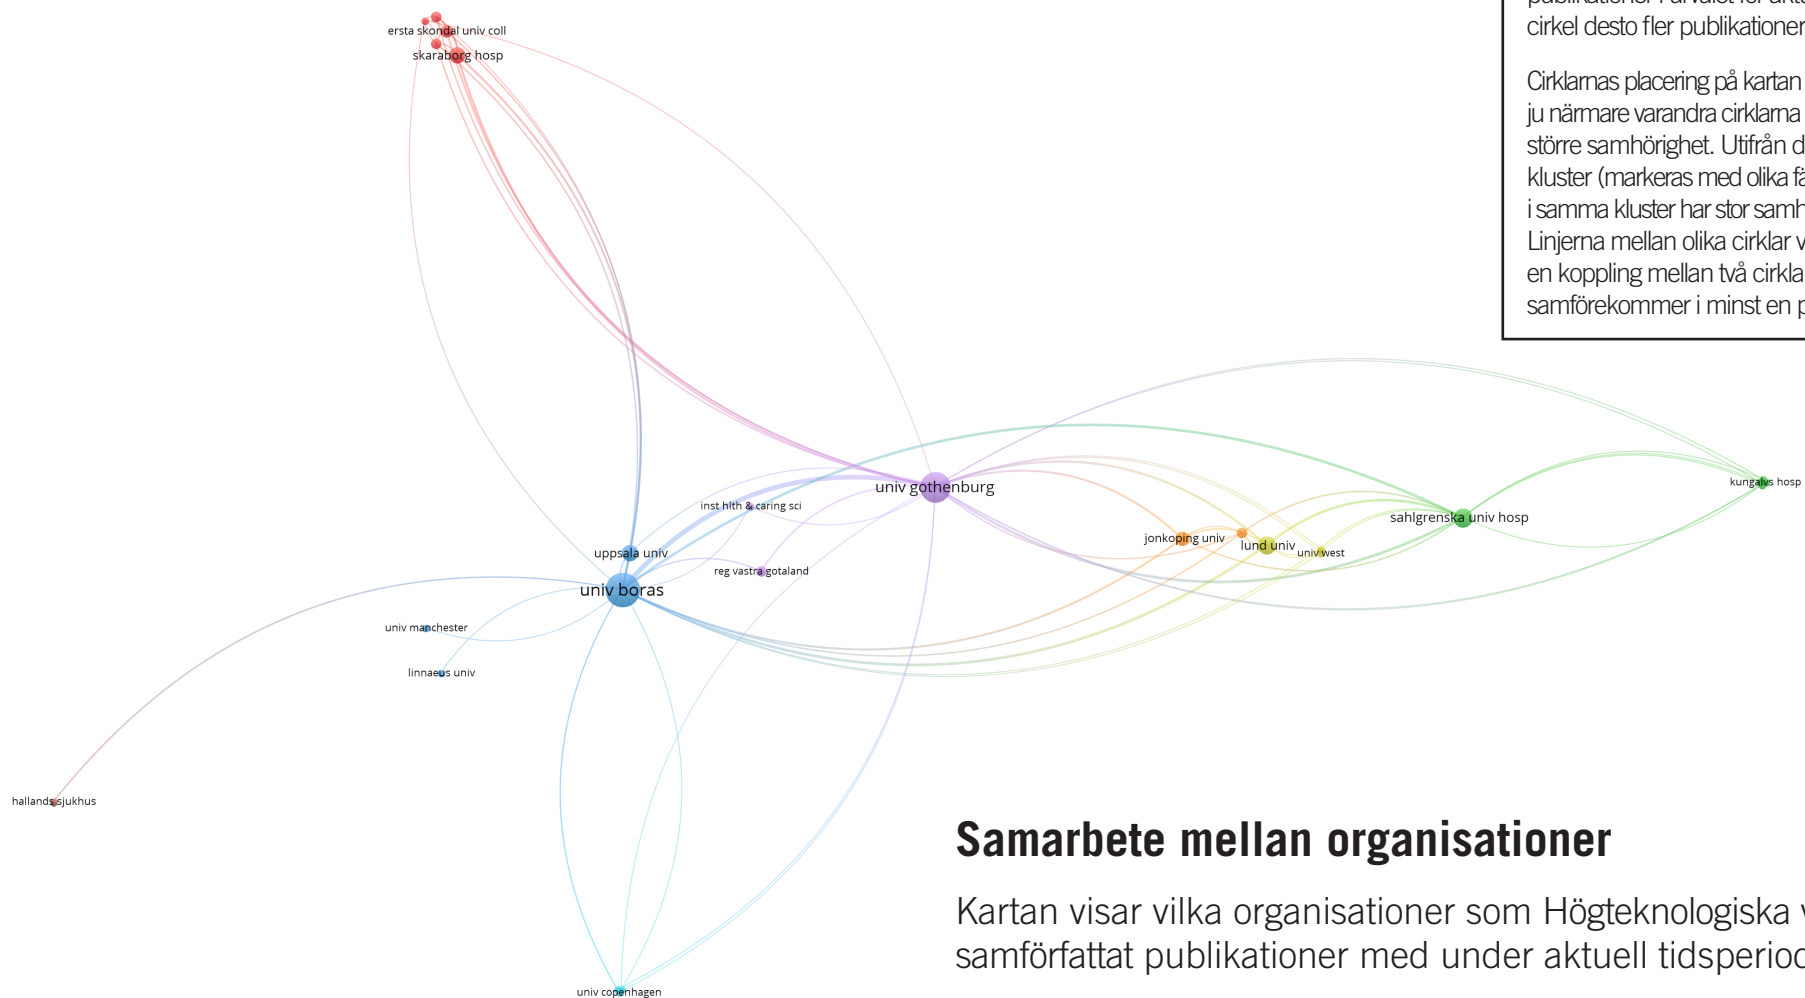 cirkel desto fler publikationer
Cirklarnas placering på kartan
ju närmare varandra cirklarna
större samhörighet. Utifrån d
kluster (markeras med olika fä
i samma kluster har stor samh
Linjerna mellan olika cirklar v
en koppling mellan två cirkla
samförekommer i minst en p
ersta skondal univ coll
skaraborg hosp
univ gothenburg
kungalvs hosp
inst hlth & caring sci
sahlgrenska univ hosp
jonkoping univ
lund univ
univ west
uppsala univ
reg vastra gotaland
univ boras
univ manchester
linnaeus univ
hallands sjukhus
univ copenhagen
Samarbete mellan organisationer
Kartan visar vilka organisationer som Högteknologiska v
samförfattat publikationer med under aktuell tidsperiod